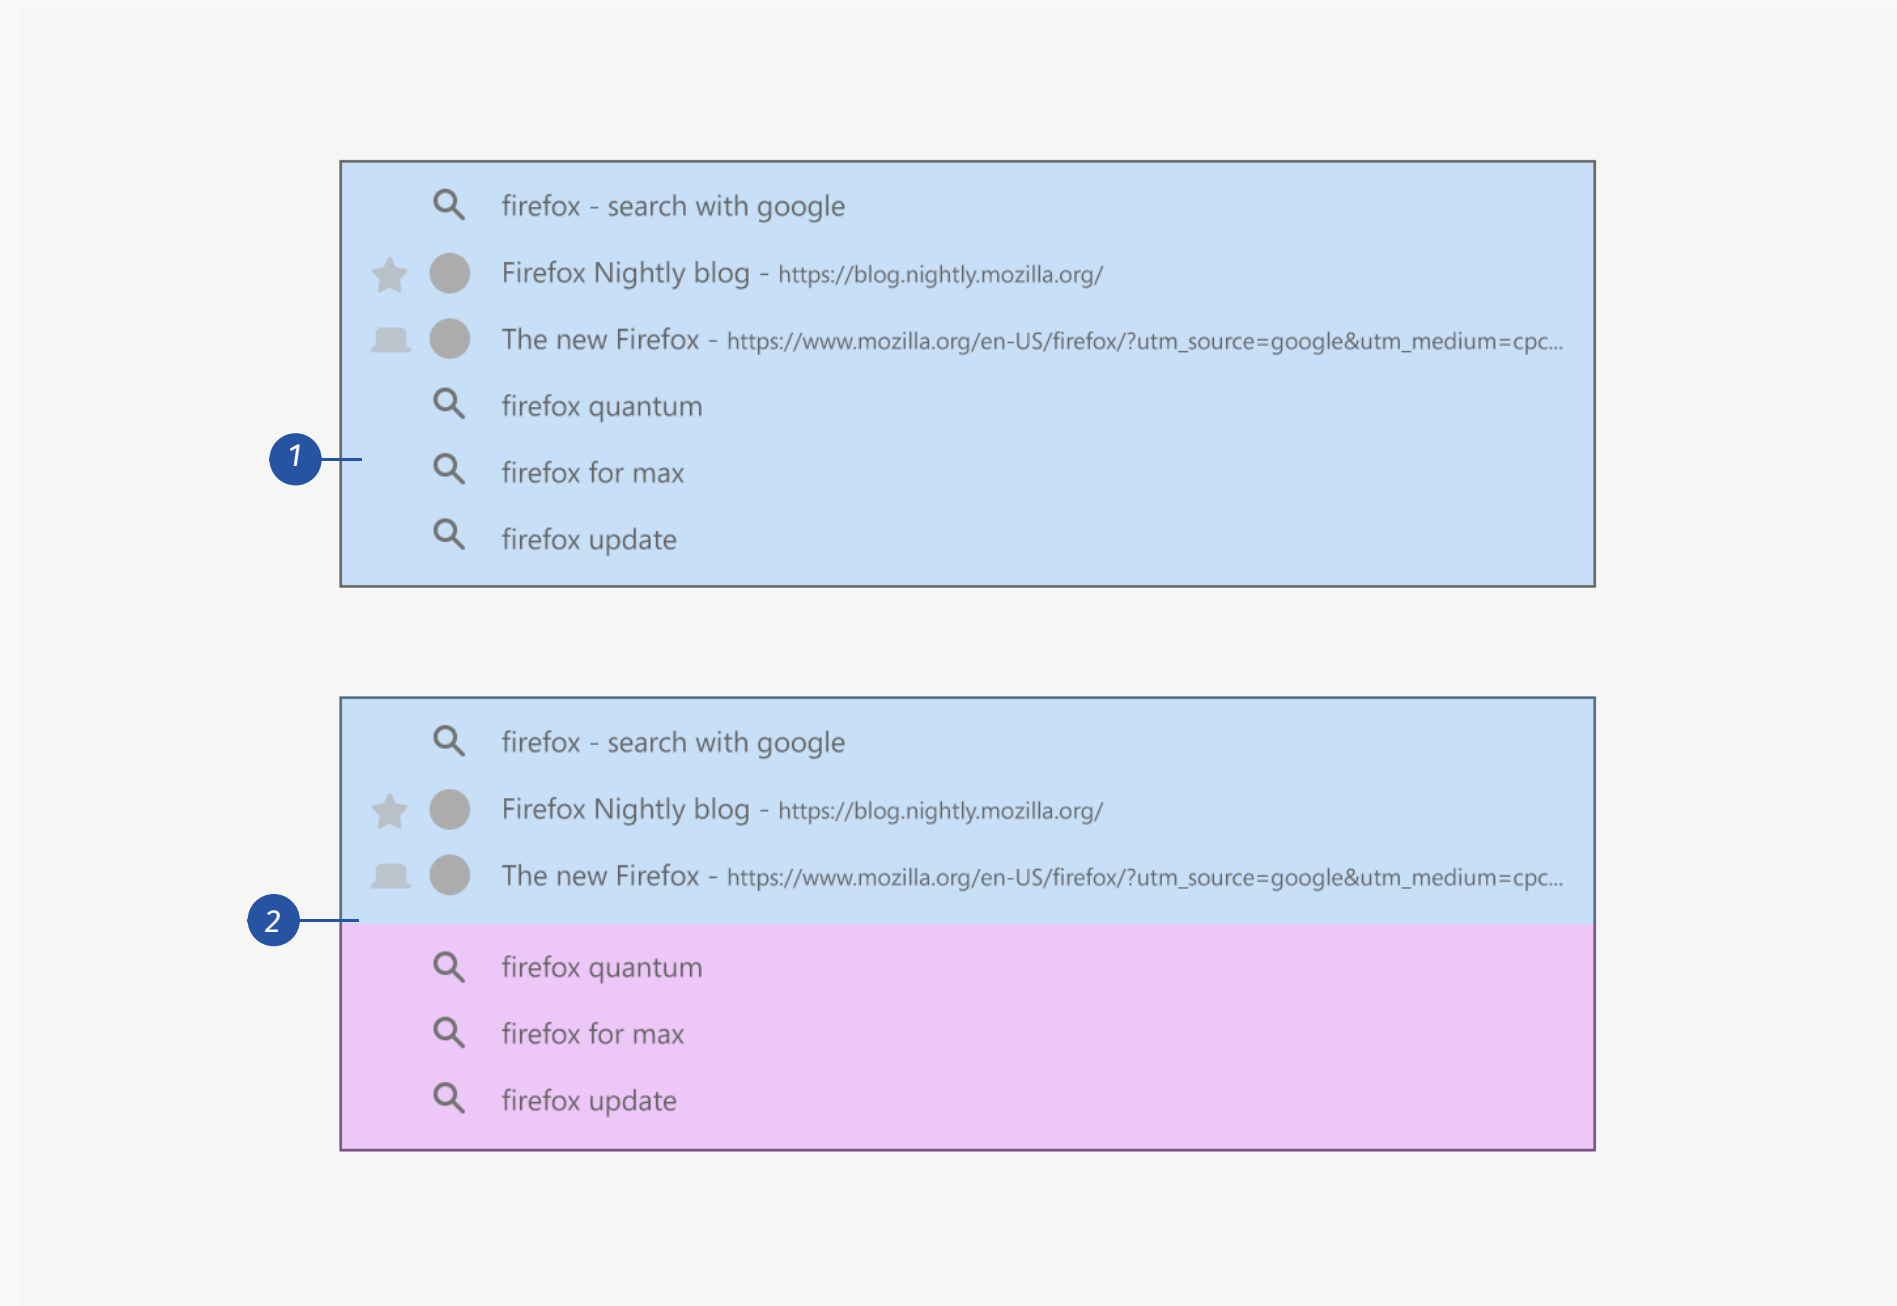 firefox - search with google
Firefox Nightly blog - https://blog.nightly.mozilla.org/
The new Firefox - https://www.mozilla.org/en-US/firefox/?utm_source=google&utm_medium=cpc...
firefox quantum
1
firefox for max
firefox update
firefox - search with google
Firefox Nightly blog - https://blog.nightly.mozilla.org/
The new Firefox - https://www.mozilla.org/en-US/firefox/?utm_source=google&utm_medium=cpc...
2
firefox quantum
firefox for max
firefox update